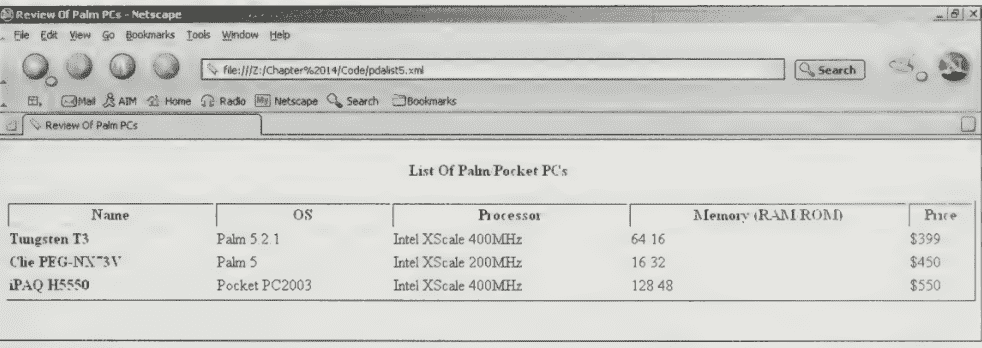 Review Of Palm PCs - Netscape
File Edit View Go Bookmarks Tools Window Help
file:///Z:/Chapter%2014/Code/pdalist5.xml Search
Mail AIM Home Radio My Netscape Search Bookmarks
Review Of Palm PCs
List Of Palm/Pocket PC's
Name OS Processor Memory (RAM/ROM) Price
Tungsten T3 Palm 5.2.1 Intel XScale 400MHz 64/16 $399
Clie PEG-NX73V Palm 5 Intel XScale 200MHz 16/32 $450
iPAQ H5550 Pocket PC2003 Intel XScale 400MHz 128/48 $550